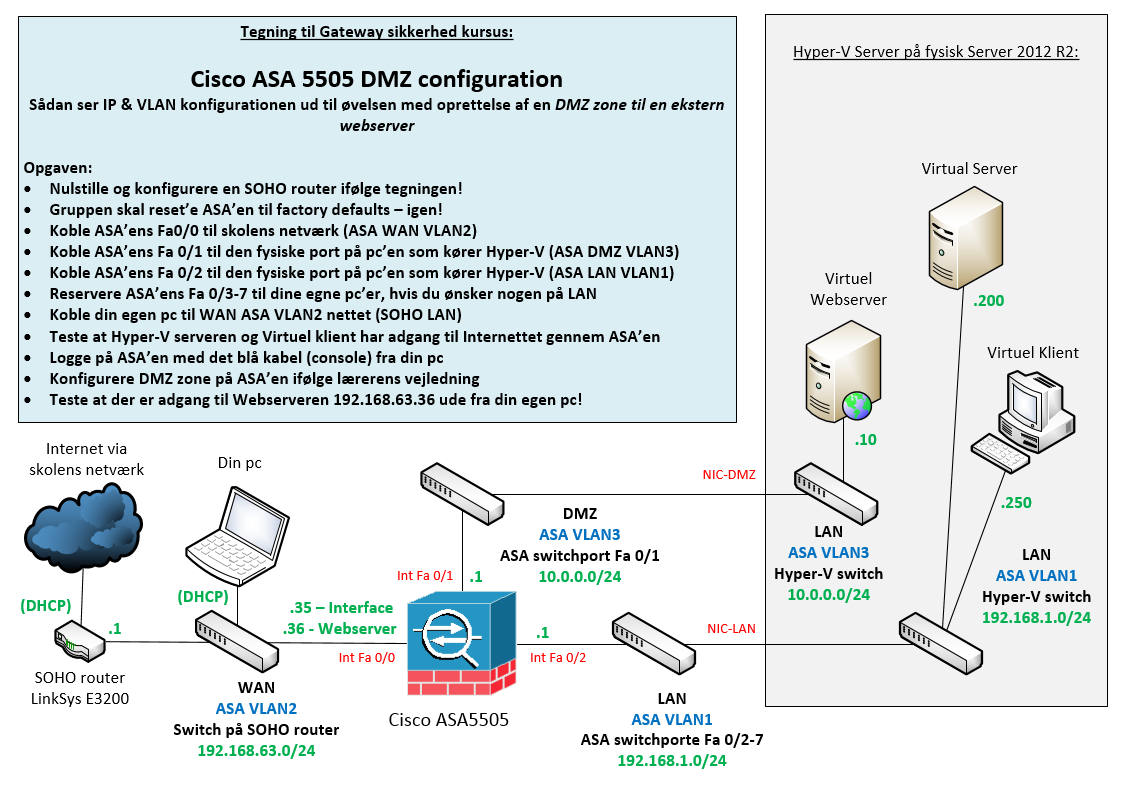 Tegning til Gateway sikkerhed kursus:
Cisco ASA 5505 DMZ configuration
Sådan ser IP & VLAN konfigurationen ud til øvelsen med oprettelse af en DMZ zone til en ekstern
webserver
Opgaven:
• Nulstille og konfigurere en SOHO router ifølge tegningen!
• Gruppen skal reset’e ASA’en til factory defaults – igen!
• Koble ASA’ens Fa0/0 til skolens netværk (ASA WAN VLAN2)
• Koble ASA’ens Fa 0/1 til den fysiske port på pc’en som kører Hyper-V (ASA DMZ VLAN3)
• Koble ASA’ens Fa 0/2 til den fysiske port på pc’en som kører Hyper-V (ASA LAN VLAN1)
• Reservere ASA’ens Fa 0/3-7 til dine egne pc’er, hvis du ønsker nogen på LAN
• Koble din egen pc til WAN ASA VLAN2 nettet (SOHO LAN)
• Teste at Hyper-V serveren og Virtuel klient har adgang til Internettet gennem ASA’en
• Logge på ASA’en med det blå kabel (console) fra din pc
• Konfigurere DMZ zone på ASA’en ifølge lærerens vejledning
• Teste at der er adgang til Webserveren 192.168.63.36 ude fra din egen pc!
Hyper-V Server på fysisk Server 2012 R2:
Virtual Server
.200
Virtuel
Webserver
.10
Virtuel Klient
.250
Internet via
skolens netværk
Din pc
(DHCP)
(DHCP)
.1
SOHO router
LinkSys E3200
WAN
ASA VLAN2
Switch på SOHO router
192.168.63.0/24
.35 – Interface
.36 - Webserver
Int Fa 0/0
Int Fa 0/1
.1
DMZ
ASA VLAN3
ASA switchport Fa 0/1
10.0.0.0/24
Cisco ASA5505
.1
Int Fa 0/2
LAN
ASA VLAN1
ASA switchporte Fa 0/2-7
192.168.1.0/24
NIC-DMZ
NIC-LAN
LAN
ASA VLAN3
Hyper-V switch
10.0.0.0/24
LAN
ASA VLAN1
Hyper-V switch
192.168.1.0/24